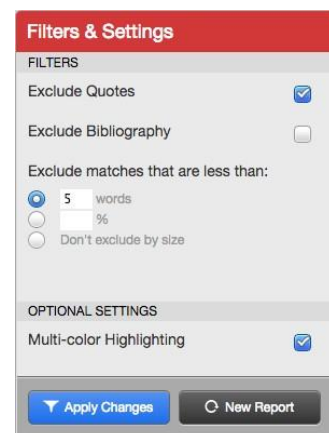 Filters & Settings
FILTERS
Exclude Quotes
Exclude Bibliography
Exclude matches that are less than:
5 words
%
Don't exclude by size
OPTIONAL SETTINGS
Multi-color Highlighting
Apply Changes New Report